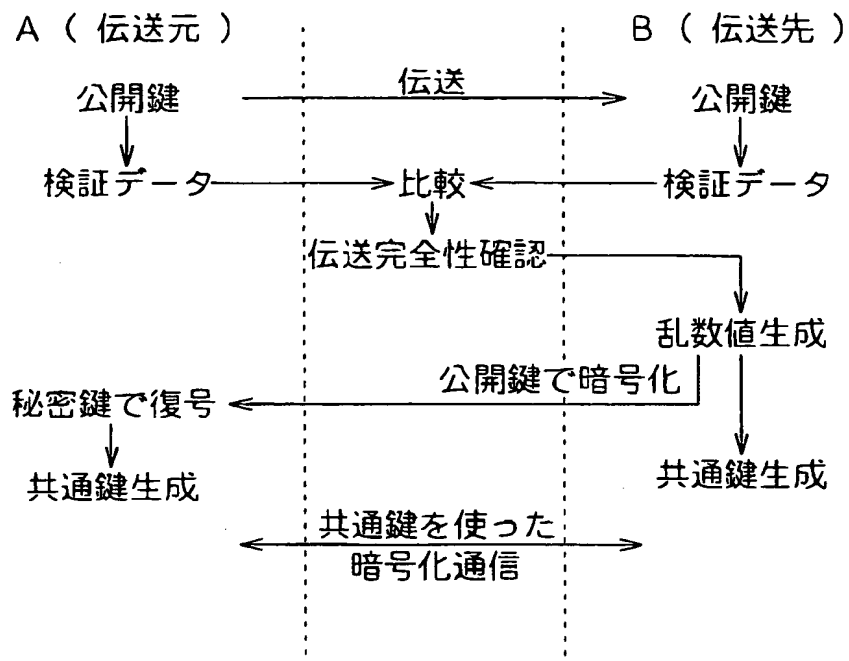 A（伝送元）
B（伝送先）
伝送
公開鍵
公開鍵
検証データ
比較
検証データ
伝送完全性確認
乱数値生成
公開鍵で暗号化
秘密鍵で復号
共通鍵生成
共通鍵生成
共通鍵を使った
暗号化通信